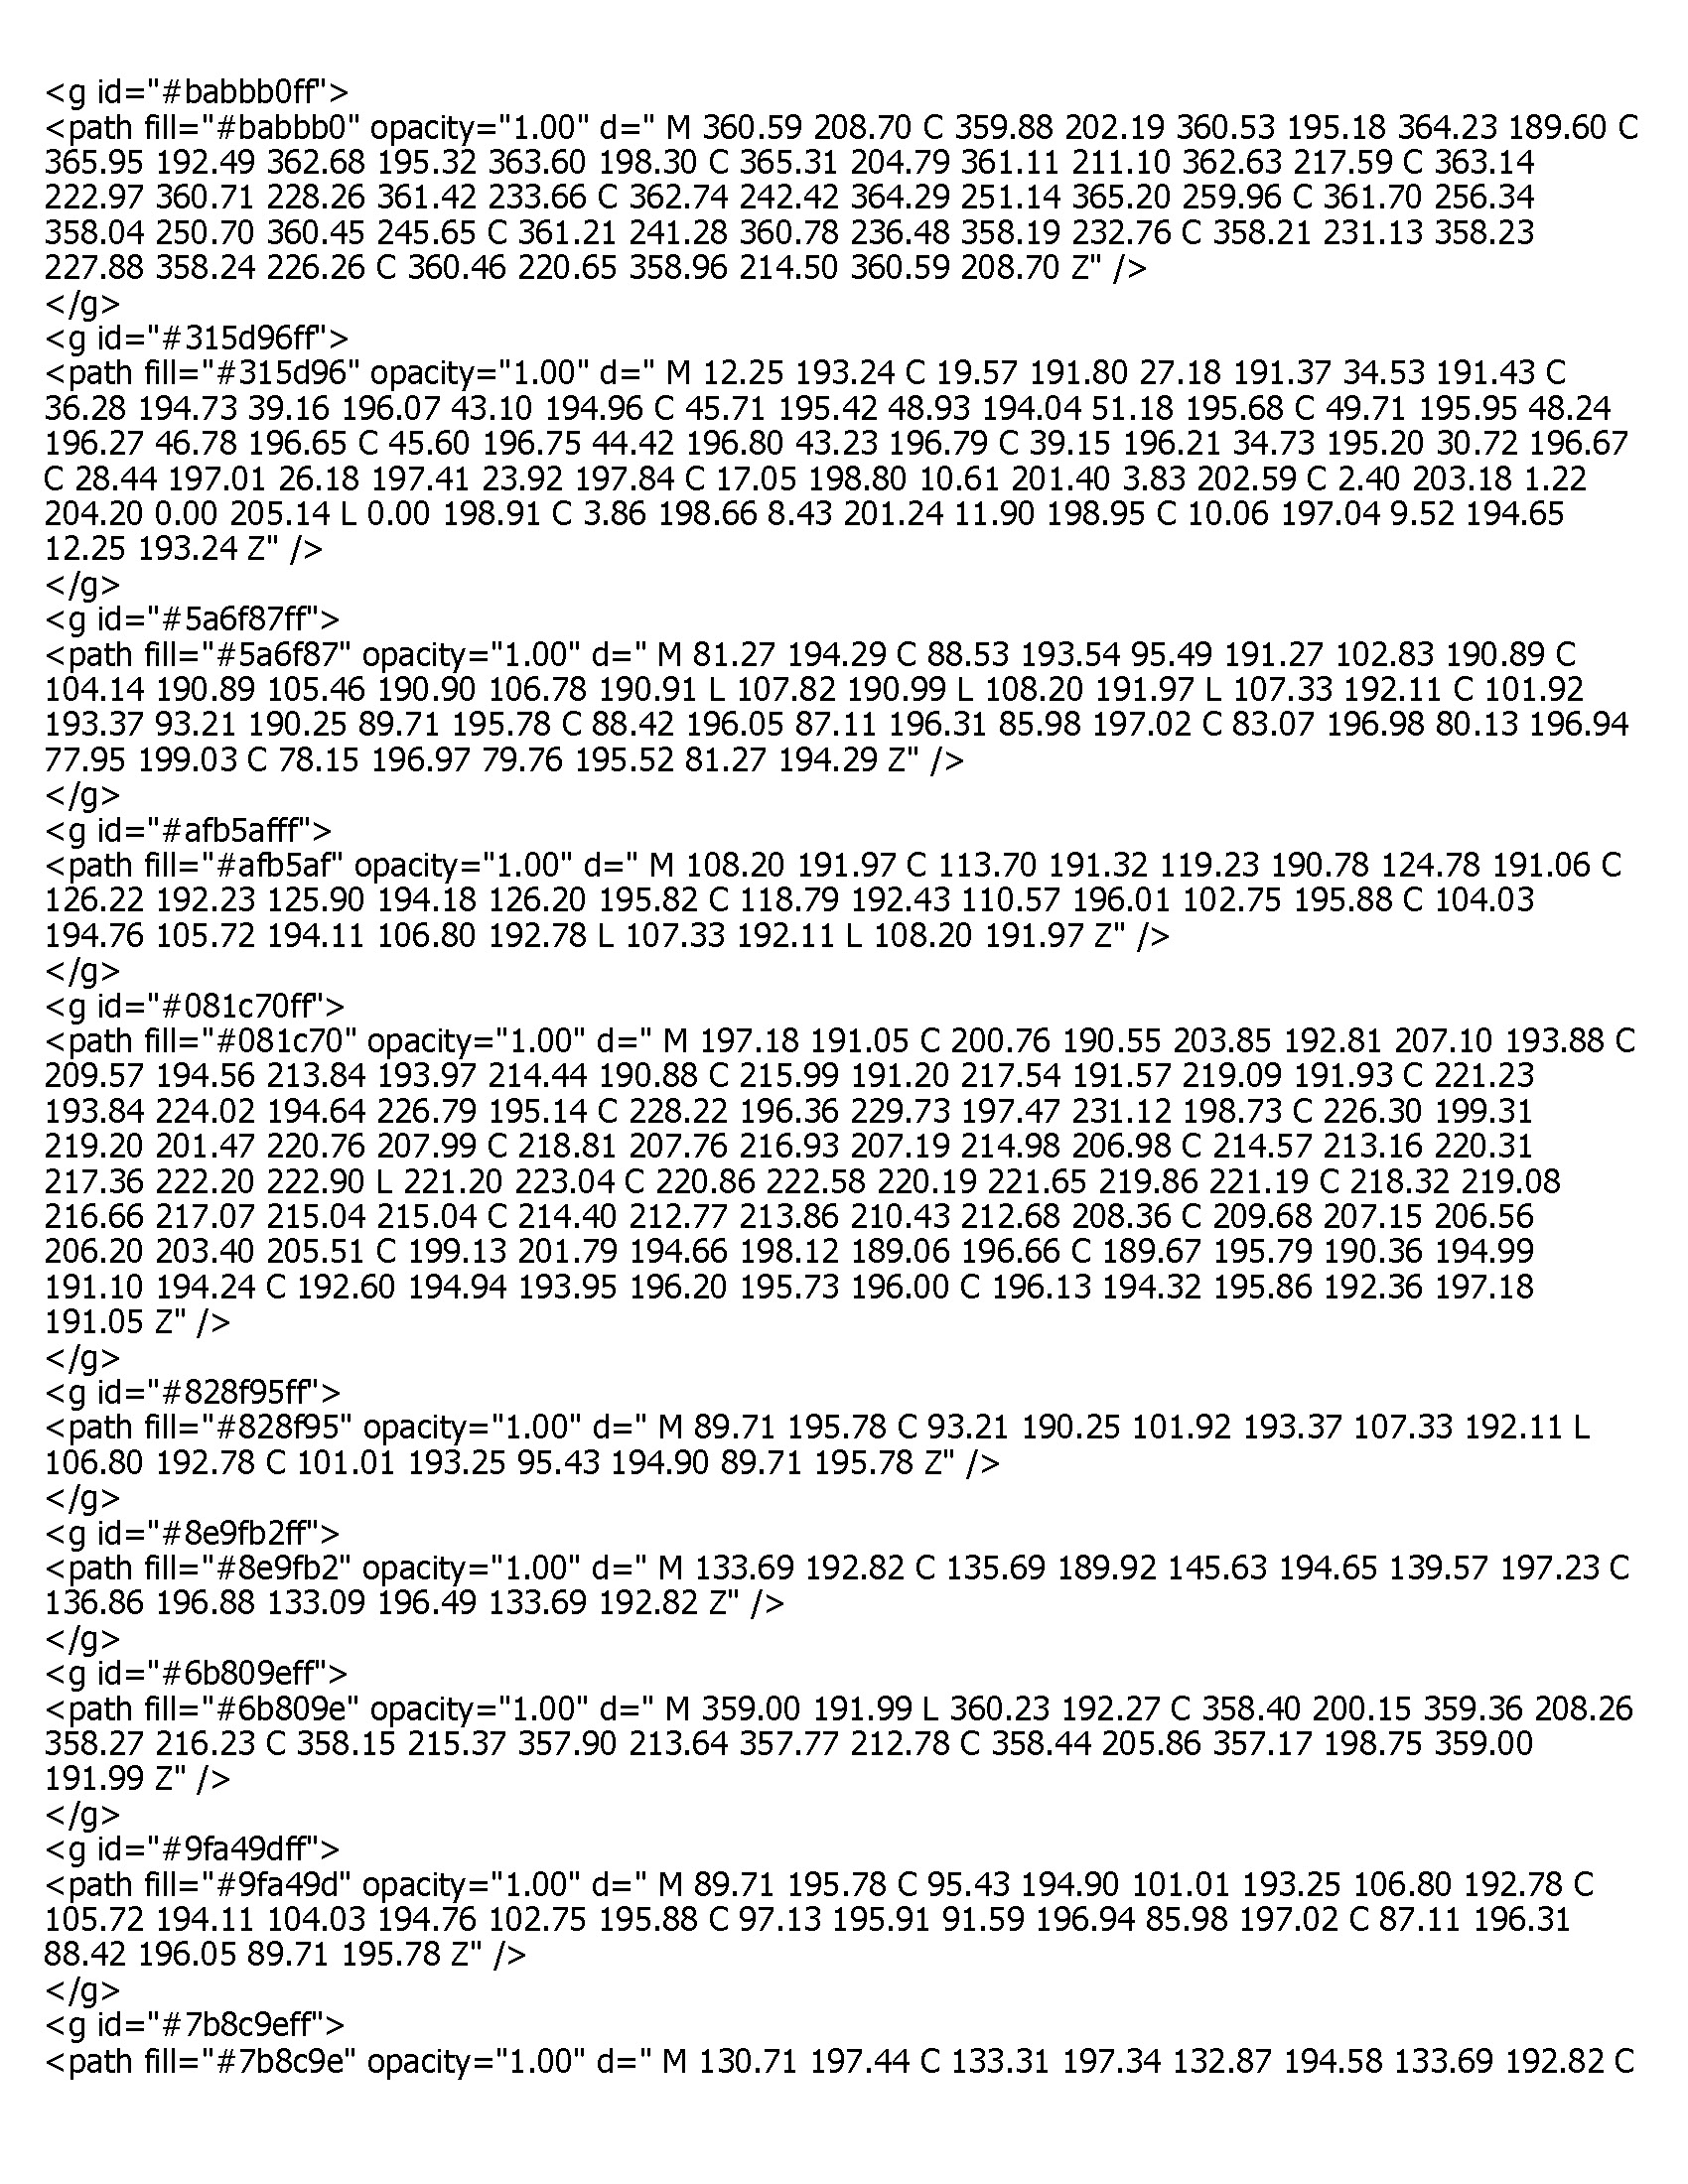 <g id="#babbb0ff">
<path fill="#babbb0" opacity="1.00" d=" M 360.59 208.70 C 359.88 202.19 360.53 195.18 364.23 189.60 C
365.95 192.49 362.68 195.32 363.60 198.30 C 365.31 204.79 361.11 211.10 362.63 217.59 C 363.14
222.97 360.71 228.26 361.42 233.66 C 362.74 242.42 364.29 251.14 365.20 259.96 C 361.70 256.34
358.04 250.70 360.45 245.65 C 361.21 241.28 360.78 236.48 358.19 232.76 C 358.21 231.13 358.23
227.88 358.24 226.26 C 360.46 220.65 358.96 214.50 360.59 208.70 Z" />
</g>
<g id="#315d96ff">
<path fill="#315d96" opacity="1.00" d=" M 12.25 193.24 C 19.57 191.80 27.18 191.37 34.53 191.43 C
36.28 194.73 39.16 196.07 43.10 194.96 C 45.71 195.42 48.93 194.04 51.18 195.68 C 49.71 195.95 48.24
196.27 46.78 196.65 C 45.60 196.75 44.42 196.80 43.23 196.79 C 39.15 196.21 34.73 195.20 30.72 196.67
C 28.44 197.01 26.18 197.41 23.92 197.84 C 17.05 198.80 10.61 201.40 3.83 202.59 C 2.40 203.18 1.22
204.20 0.00 205.14 L 0.00 198.91 C 3.86 198.66 8.43 201.24 11.90 198.95 C 10.06 197.04 9.52 194.65
12.25 193.24 Z" />
</g>
<g id="#5a6f87ff">
<path fill="#5a6f87" opacity="1.00" d=" M 81.27 194.29 C 88.53 193.54 95.49 191.27 102.83 190.89 C
104.14 190.89 105.46 190.90 106.78 190.91 L 107.82 190.99 L 108.20 191.97 L 107.33 192.11 C 101.92
193.37 93.21 190.25 89.71 195.78 C 88.42 196.05 87.11 196.31 85.98 197.02 C 83.07 196.98 80.13 196.94
77.95 199.03 C 78.15 196.97 79.76 195.52 81.27 194.29 Z" />
</g>
<g id="#afb5afff">
<path fill="#afb5af" opacity="1.00" d=" M 108.20 191.97 C 113.70 191.32 119.23 190.78 124.78 191.06 C
126.22 192.23 125.90 194.18 126.20 195.82 C 118.79 192.43 110.57 196.01 102.75 195.88 C 104.03
194.76 105.72 194.11 106.80 192.78 L 107.33 192.11 L 108.20 191.97 Z" />
</g>
<g id="#081c70ff">
<path fill="#081c70" opacity="1.00" d=" M 197.18 191.05 C 200.76 190.55 203.85 192.81 207.10 193.88 C
209.57 194.56 213.84 193.97 214.44 190.88 C 215.99 191.20 217.54 191.57 219.09 191.93 C 221.23
193.84 224.02 194.64 226.79 195.14 C 228.22 196.36 229.73 197.47 231.12 198.73 C 226.30 199.31
219.20 201.47 220.76 207.99 C 218.81 207.76 216.93 207.19 214.98 206.98 C 214.57 213.16 220.31
217.36 222.20 222.90 L 221.20 223.04 C 220.86 222.58 220.19 221.65 219.86 221.19 C 218.32 219.08
216.66 217.07 215.04 215.04 C 214.40 212.77 213.86 210.43 212.68 208.36 C 209.68 207.15 206.56
206.20 203.40 205.51 C 199.13 201.79 194.66 198.12 189.06 196.66 C 189.67 195.79 190.36 194.99
191.10 194.24 C 192.60 194.94 193.95 196.20 195.73 196.00 C 196.13 194.32 195.86 192.36 197.18
191.05 Z" />
</g>
<g id="#828f95ff">
<path fill="#828f95" opacity="1.00" d=" M 89.71 195.78 C 93.21 190.25 101.92 193.37 107.33 192.11 L
106.80 192.78 C 101.01 193.25 95.43 194.90 89.71 195.78 Z" />
</g>
<g id="#8e9fb2ff">
<path fill="#8e9fb2" opacity="1.00" d=" M 133.69 192.82 C 135.69 189.92 145.63 194.65 139.57 197.23 C
136.86 196.88 133.09 196.49 133.69 192.82 Z" />
</g>
<g id="#6b809eff">
<path fill="#6b809e" opacity="1.00" d=" M 359.00 191.99 L 360.23 192.27 C 358.40 200.15 359.36 208.26
358.27 216.23 C 358.15 215.37 357.90 213.64 357.77 212.78 C 358.44 205.86 357.17 198.75 359.00
191.99 Z" />
</g>
<g id="#9fa49dff">
<path fill="#9fa49d" opacity="1.00" d=" M 89.71 195.78 C 95.43 194.90 101.01 193.25 106.80 192.78 C
105.72 194.11 104.03 194.76 102.75 195.88 C 97.13 195.91 91.59 196.94 85.98 197.02 C 87.11 196.31
88.42 196.05 89.71 195.78 Z" />
</g>
<g id="#7b8c9eff">
<path fill="#7b8c9e" opacity="1.00" d=" M 130.71 197.44 C 133.31 197.34 132.87 194.58 133.69 192.82 C